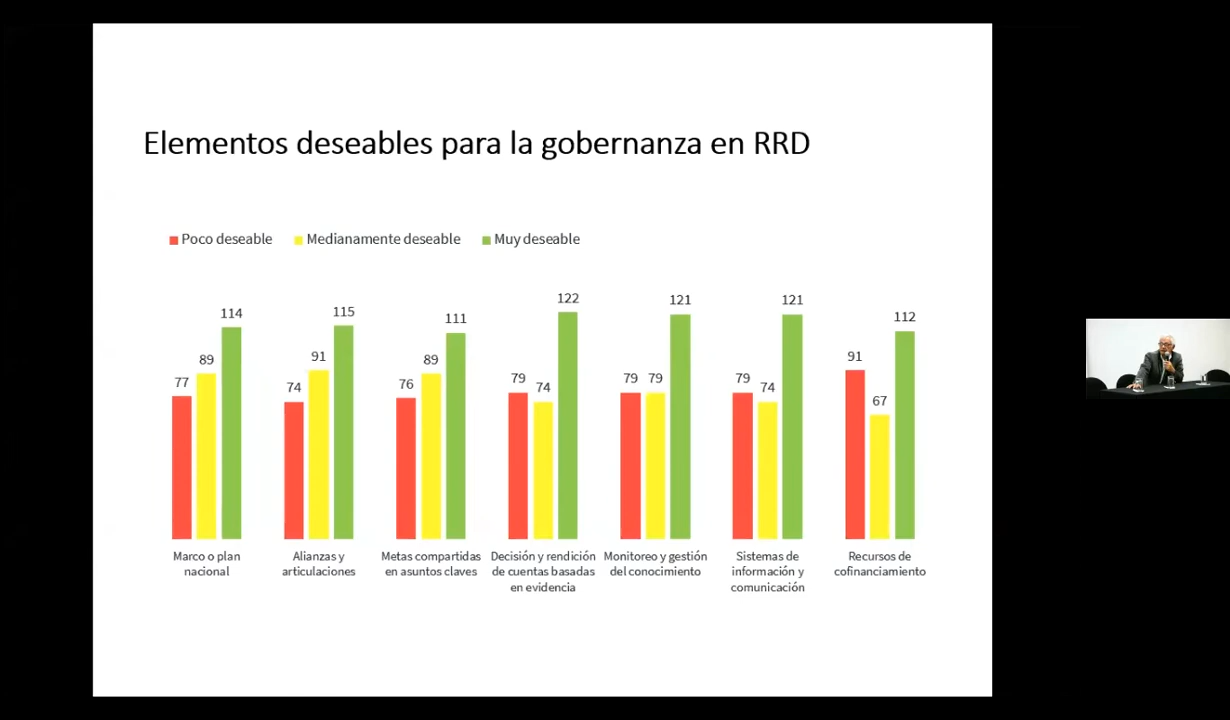 Elementos deseables para la gobernanza en RRD
Poco deseable Medianamente deseable Muy deseable
77 89 114
74 91 115
76 89 111
79 74 122
79 79 121
79 74 121
91 67 112
Marco o plan
nacional
Alianzas y
articulaciones
Metas compartidas
en asuntos claves
Decisión y rendición
de cuentas basadas
en evidencia
Monitoreo y gestión
del conocimiento
Sistemas de
información y
comunicación
Recursos de
cofinanciamiento